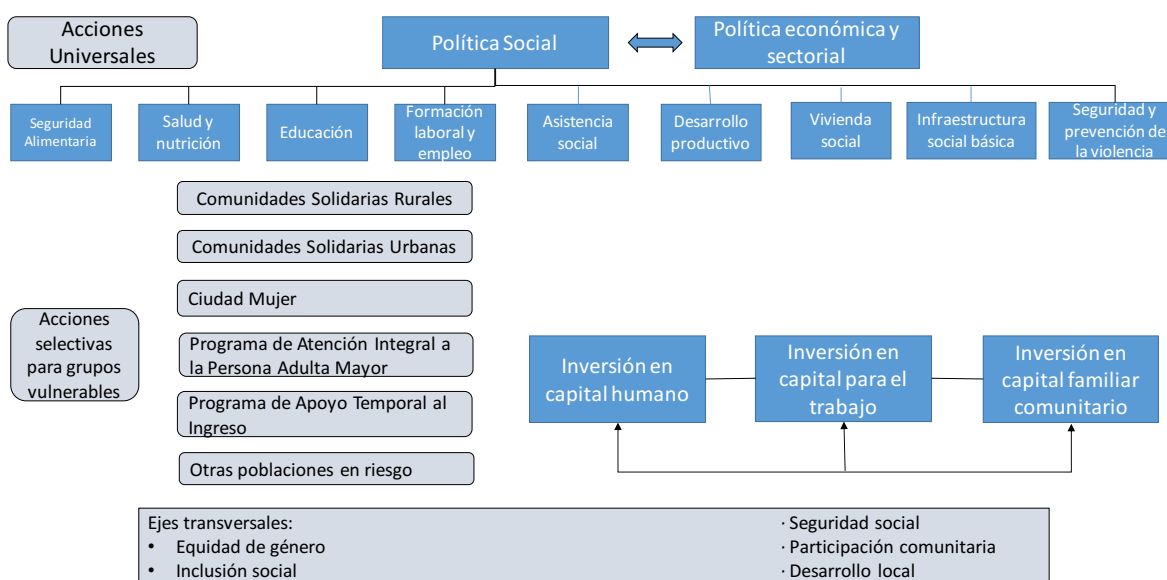 Acciones
Universales
Política Social
Política económica y
sectorial
Seguridad
Alimentaria
Salud y
nutrición
Educación
Formación
laboral y
empleo
Asistencia
social
Desarrollo
productivo
Vivienda
social
Infraestructura
social básica
Seguridad y
prevención de
la violencia
Comunidades Solidarias Rurales
Comunidades Solidarias Urbanas
Ciudad Mujer
Programa de Atención Integral a
la Persona Adulta Mayor
Programa de Apoyo Temporal al
Ingreso
Otras poblaciones en riesgo
Acciones
selectivas
para grupos
vulnerables
Inversión en
capital humano
Inversión en
capital para el
trabajo
Inversión en
capital familiar
comunitario
Ejes transversales:
• Equidad de género
• Inclusión social
· Seguridad social
· Participación comunitaria
· Desarrollo local